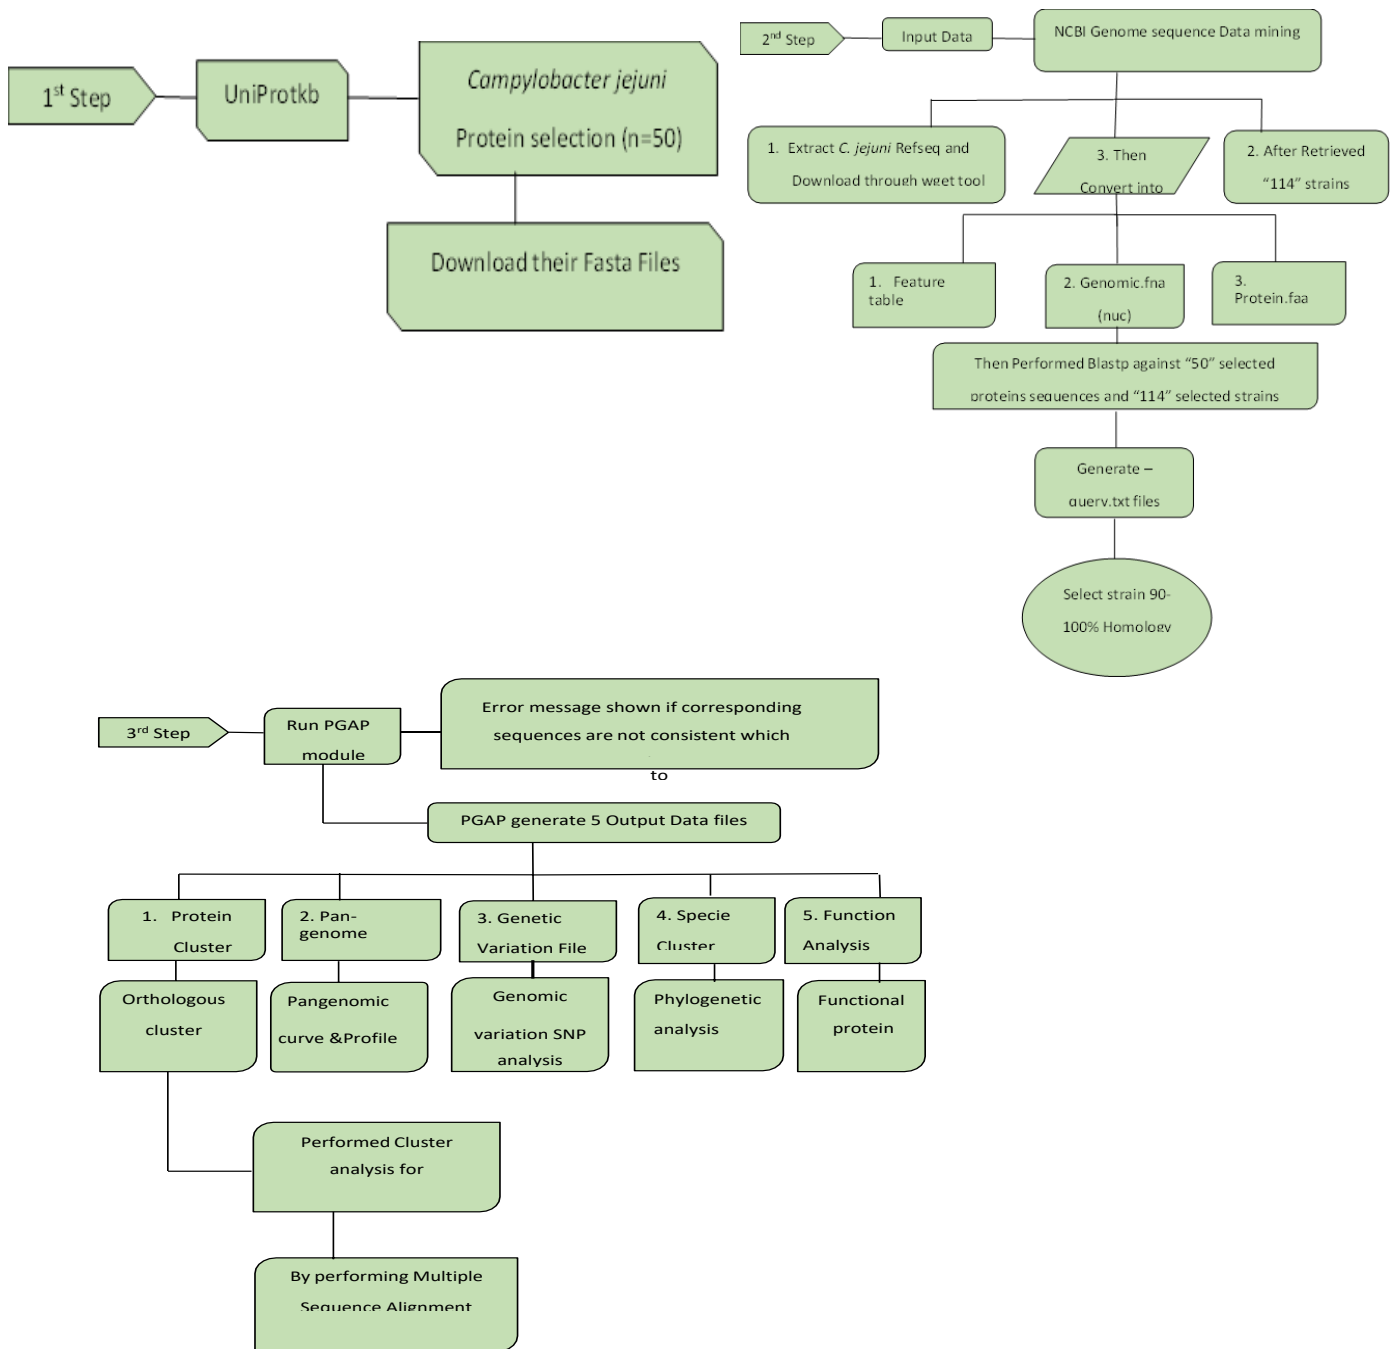 1st Step
UniProtkb
Campylobacter jejuni
Protein selection (n=50)
Download their Fasta Files
2nd Step
Input Data
NCBI Genome sequence Data mining
1. Extract C. jejuni Refseq and
Download through wget tool
3. Then
Convert into
2. After Retrieved
“114” strains
1. Feature
table
2. Genomic.fna
(nuc)
3.
Protein.faa
Then Performed Blastp against “50” selected
proteins sequences and “114” selected strains
Generate –
query.txt files
Select strain 90-
100% Homology
3rd Step
Run PGAP
module
Error message shown if corresponding
sequences are not consistent which
to
PGAP generate 5 Output Data files
1. Protein
Cluster
2. Pan-
genome
3. Genetic
Variation File
4. Specie
Cluster
5. Function
Analysis
Orthologous
cluster
Pangenomic
curve &Profile
Genomic
variation SNP
analysis
Phylogenetic
analysis
Functional
protein
Performed Cluster
analysis for
By performing Multiple
Sequence Alignment